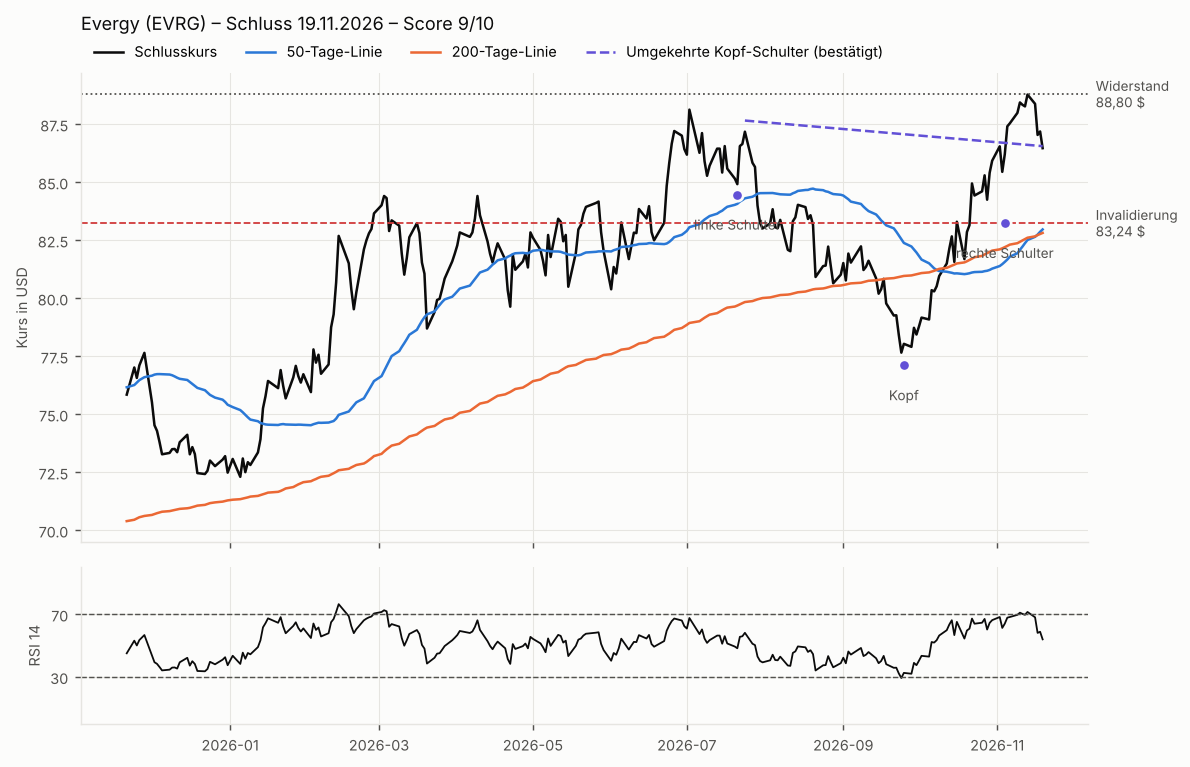 Evergy (EVRG) – Schluss 19.11.2026 – Score 9/10
Schlusskurs
50-Tage-Linie
200-Tage-Linie
Umgekehrte Kopf-Schulter (bestätigt)
Widerstand
88,80 $
87.5
85.0
82.5
80.0
77.5
75.0
72.5
70.0
Kurs in USD
linke Schulter
Invalidierung
83,24 $
rechte Schulter
Kopf
70
30
RSI 14
2026-01
2026-03
2026-05
2026-07
2026-09
2026-11